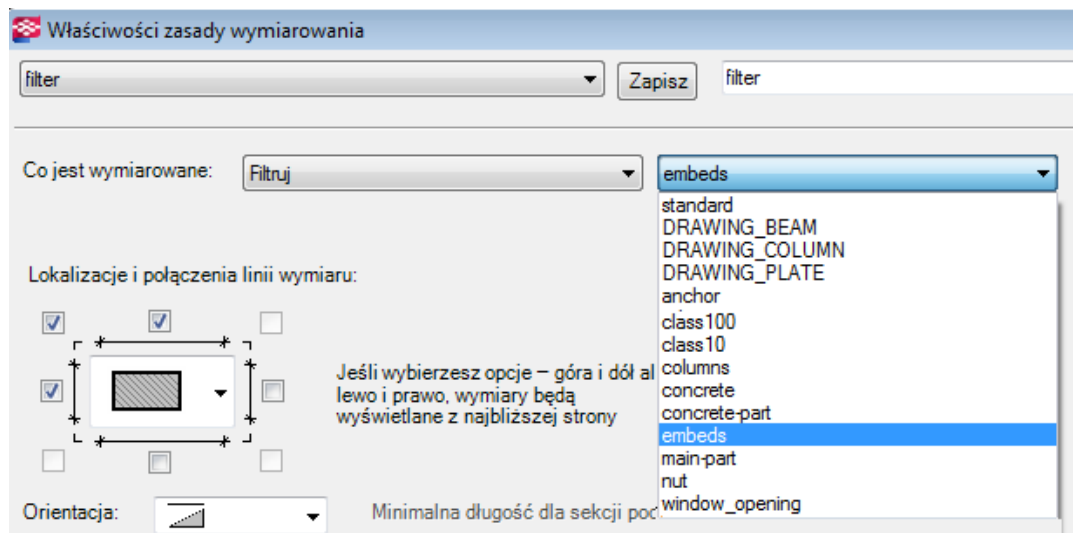 Właściwości zasady wymiarowania
filter Zapisz filter
Co jest wymiarowane: Filtruj embeds
standard
DRAWING_BEAM
DRAWING_COLUMN
DRAWING_PLATE
anchor
class100
class10
columns
concrete
concrete-part
embeds
main-part
nut
window_opening
Lokalizacje i połączenia linii wymiaru:
Jeśli wybierzesz opcje – góra i dół al
lewo i prawo, wymiary będą
wyświetlane z najbliższej strony
Orientacja: Minimalna długość dla sekcji poc